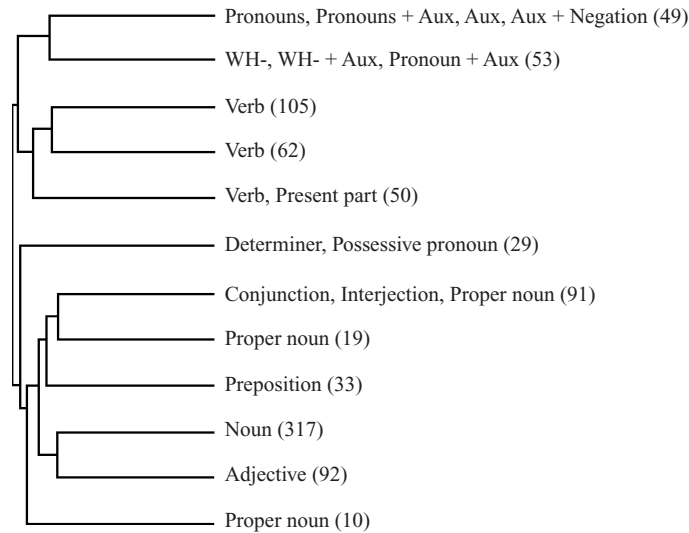 Pronouns, Pronouns + Aux, Aux, Aux + Negation (49)
WH-, WH- + Aux, Pronoun + Aux (53)
Verb (105)
Verb (62)
Verb, Present part (50)
Determiner, Possessive pronoun (29)
Conjunction, Interjection, Proper noun (91)
Proper noun (19)
Preposition (33)
Noun (317)
Adjective (92)
Proper noun (10)